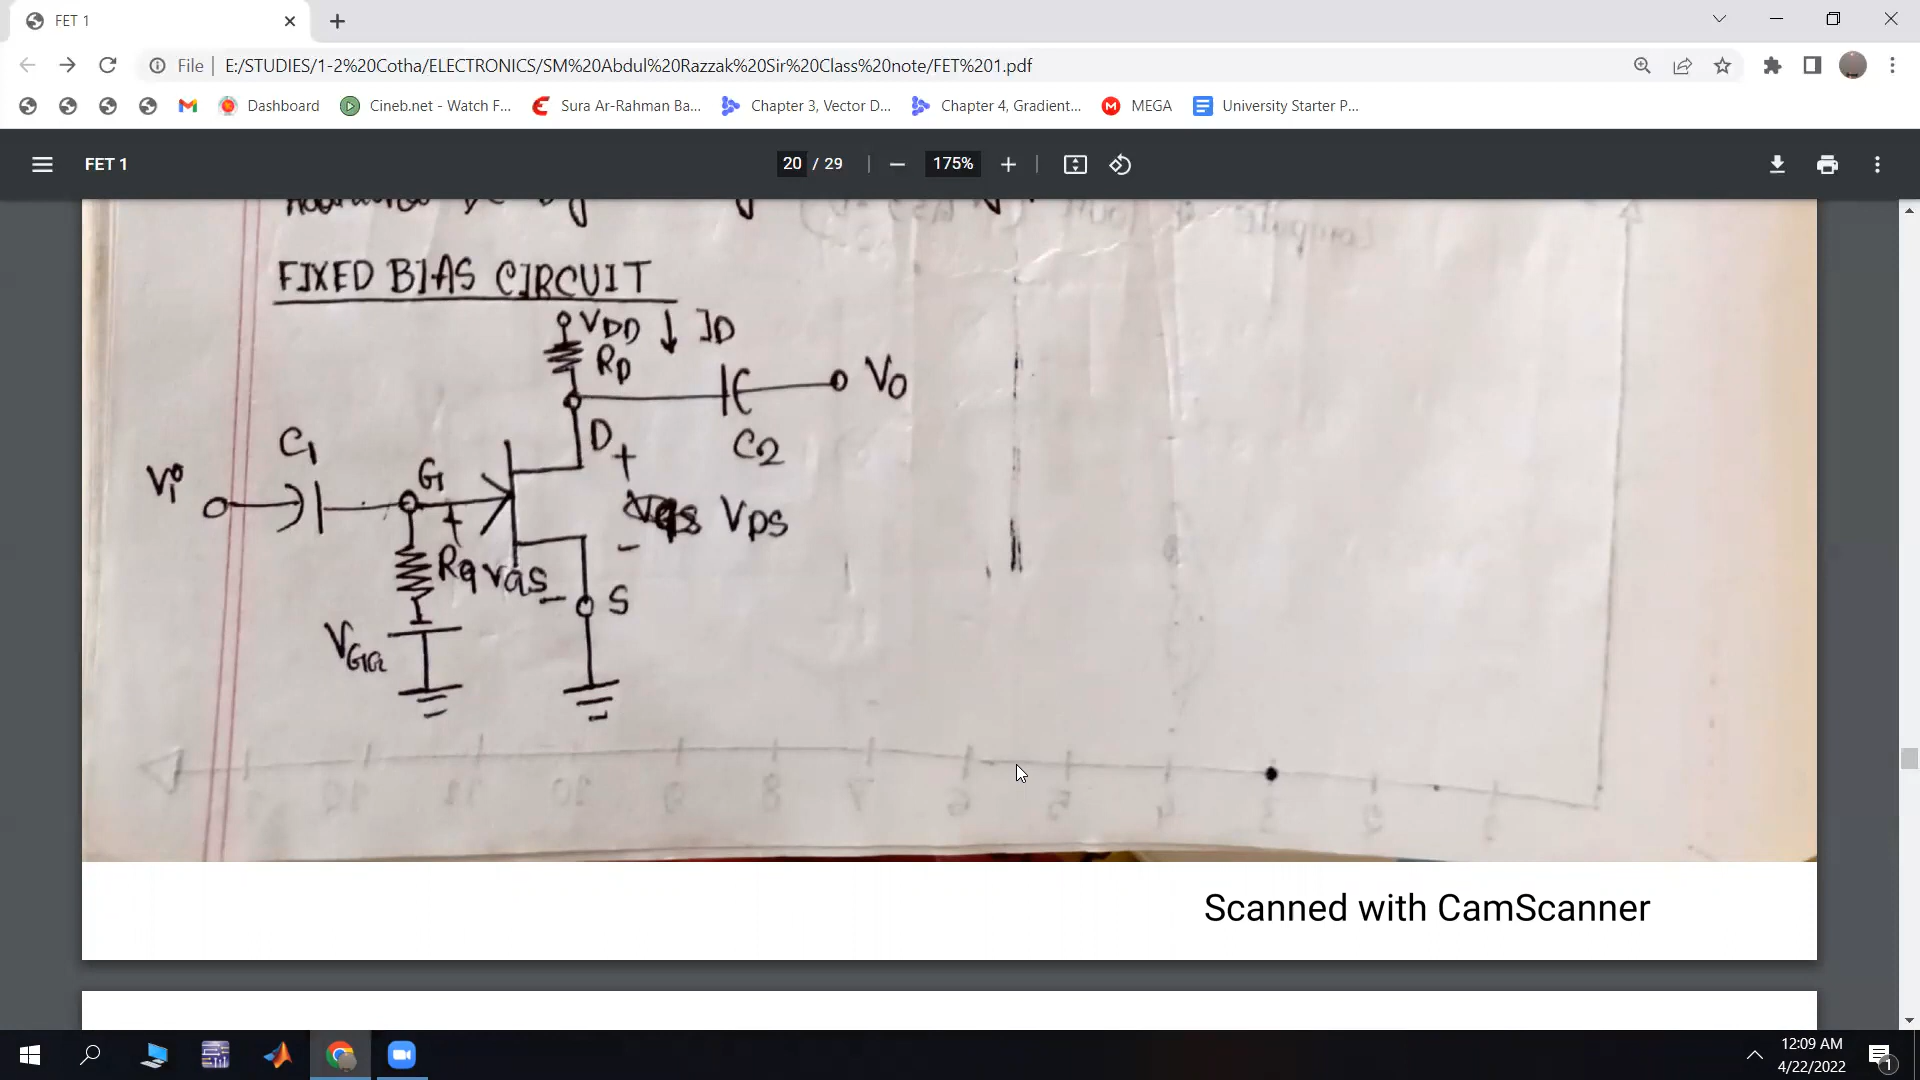 FET 1
File
E:/STUDIES/1-2%20Cotha/ELECTRONICS/SM%20Abdul%20Razzak%20Sir%20Class%20note/FET%201.pdf
Dashboard
Cineb.net - Watch F...
Sura Ar-Rahman Ba...
Chapter 3, Vector D...
Chapter 4, Gradient...
MEGA
University Starter P...
FET 1
20 / 29
175%
FIXED BIAS CIRCUIT
VDD ↓ ID
RD
Vo
C1
D
+
C2
Vi
G
+
VDS
RG VGS
-
-
S
VGG
Scanned with CamScanner
12:09 AM
4/22/2022
1